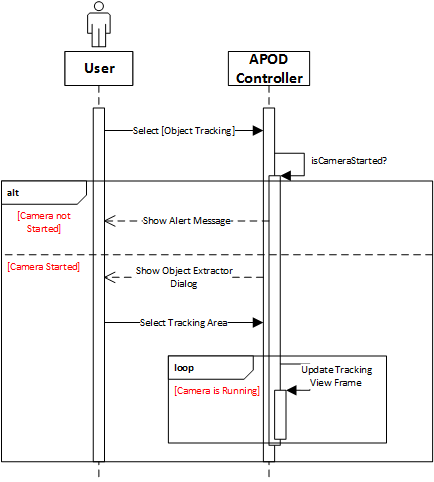 User
APOD
Controller
Select [Object Tracking]
isCameraStarted?
alt
[Camera not
Started]
Show Alert Message
[Camera Started]
Show Object Extractor
Dialog
Select Tracking Area
loop
Update Tracking
View Frame
[Camera is Running]